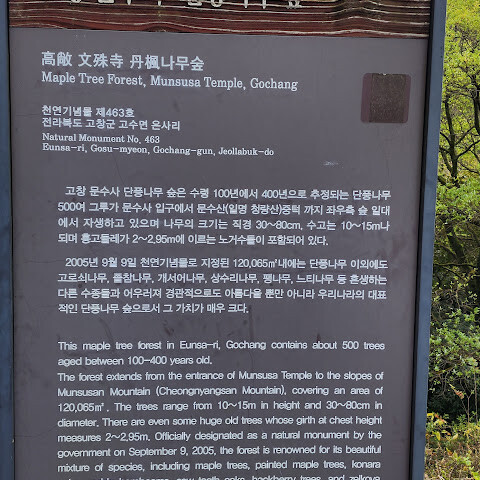 高敞 文殊寺 丹楓나무숲
Maple Tree Forest, Munsusa Temple, Gochang
천연기념물 제463호
전라북도 고창군 고수면 은사리
Natural Monument No. 463
Eunsa-ri, Gosu-myeon, Gochang-gun, Jeollabuk-do
고창 문수사 단풍나무 숲은 수령 100년에서 400년으로 추정되는 단풍나무
500여 그루가 문수사 입구에서 문수산(일명 청량산)중턱 까지 좌우측 숲 일대
에서 자생하고 있으며 나무의 크기는 직경 30~80cm, 수고는 10~15m나
되며 흉고둘레가 2~2,95m에 이르는 노거수들이 포함되어 있다.
2005년 9월 9일 천연기념물로 지정된 120,065㎡내에는 단풍나무 이외에도
고로쇠나무, 졸참나무, 개서어나무, 상수리나무, 팽나무, 느티나무 등 혼생하는
다른 수종들과 어우러져 경관적으로도 아름다울 뿐만 아니라 우리나라의 대표
적인 단풍나무 숲으로서 그 가치가 매우 크다.
This maple tree forest in Eunsa-ri, Gochang contains about 500 trees
aged between 100-400 years old.
The forest extends from the entrance of Munsusa Temple to the slopes of
Munsusan Mountain (Cheongnyangsan Mountain), covering an area of
120,065㎡. The trees range from 10~15m in height and 30~80cm in
diameter. There are even some huge old trees whose girth at chest height
measures 2~2,95m. Officially designated as a natural monument by the
government on September 9, 2005, the forest is renowned for its beautiful
mixture of species, including maple trees, painted maple trees, konara
hackberry trees, and zelkova